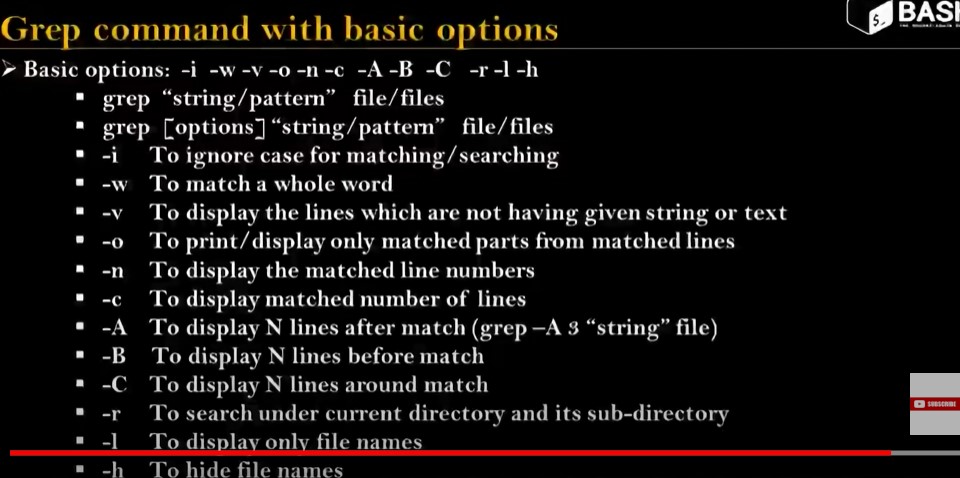 Grep command with basic options
BASH
➤ Basic options: -i -w -v -o -n -c -A -B -C -r -l -h
▪ grep “string/pattern” file/files
▪ grep [options] “string/pattern” file/files
▪ -i To ignore case for matching/searching
▪ -w To match a whole word
▪ -v To display the lines which are not having given string or text
▪ -o To print/display only matched parts from matched lines
▪ -n To display the matched line numbers
▪ -c To display matched number of lines
▪ -A To display N lines after match (grep –A 3 “string” file)
▪ -B To display N lines before match
▪ -C To display N lines around match
▪ -r To search under current directory and its sub-directory
SUBSCRIBE
▪ -l To display only file names
▪ -h To hide file names